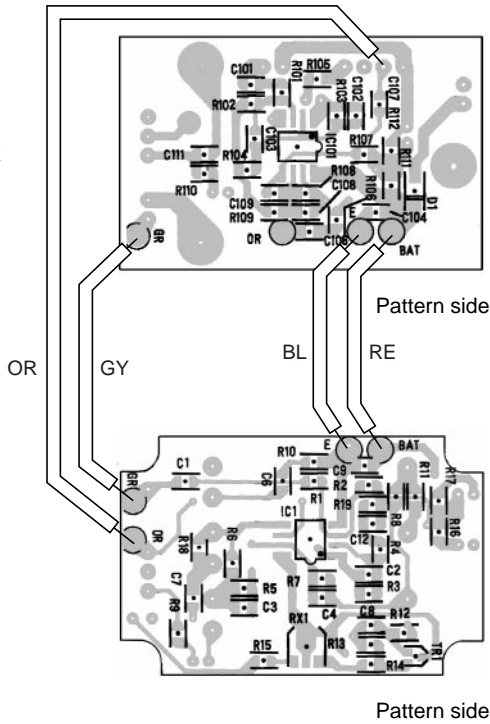 R105
C101
R101
R103
C102
C107
R112
R102
C103
IC101
R107
R111
C111
R104
R110
R108
C108
R106
D1
C109
R109
E
C104
GR
OR
C106
BAT
Pattern side
OR
GY
BL
RE
E
BAT
R10
C9
C1
GR
C6
R1
R2
R11
R17
R19
IC1
R8
R16
OR
R18
R6
C12
R4
C7
R5
R7
C2
R3
C3
C4
R9
RX1
C8
R12
R13
R15
R14
TR1
Pattern side